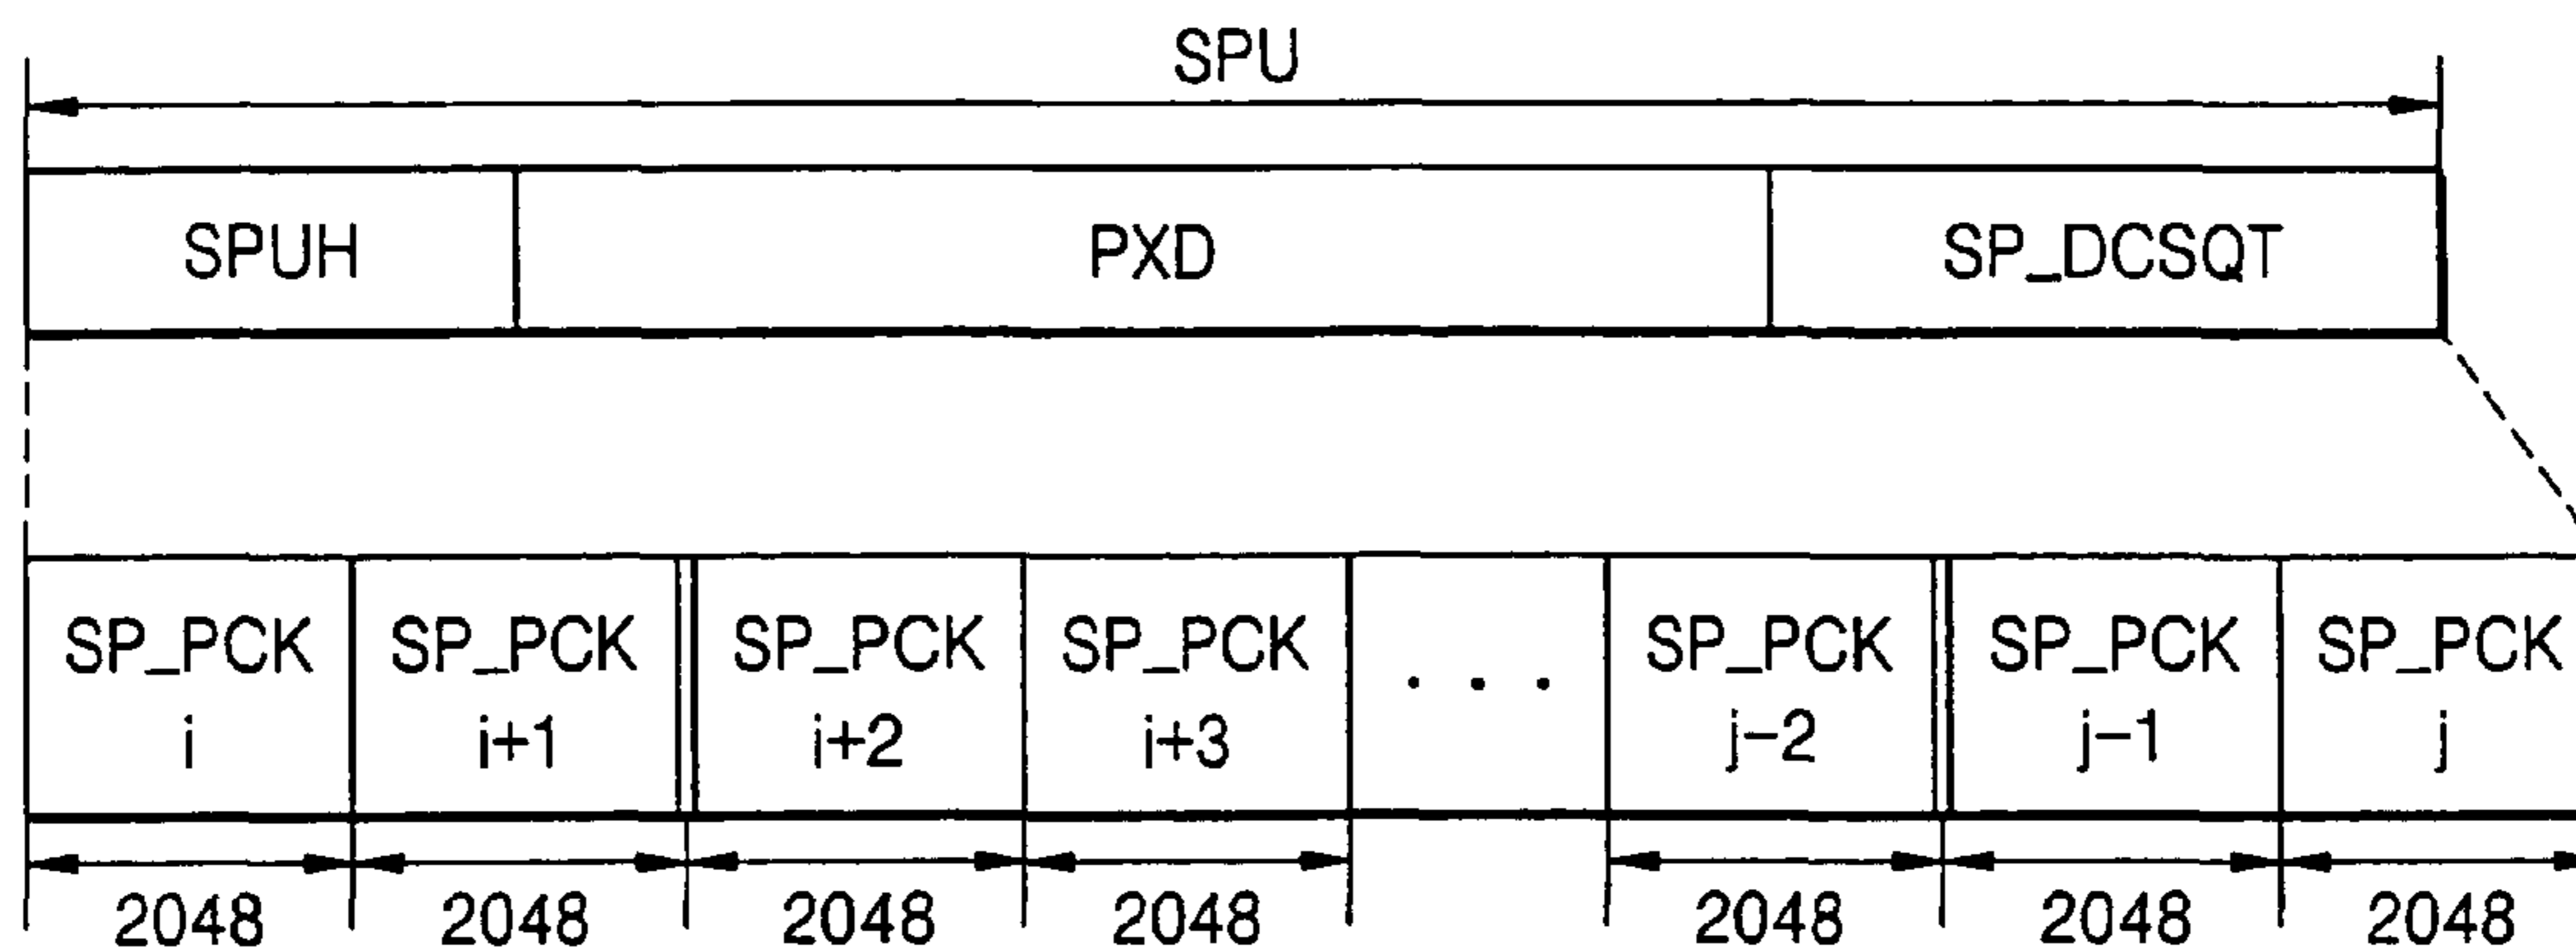 SPU
SPUH PXD SP_DCSQT
SP_PCK SP_PCK SP_PCK SP_PCK . . . SP_PCK SP_PCK SP_PCK
i i+1 i+2 i+3 j-2 j-1 j
2048 2048 2048 2048 2048 2048 2048